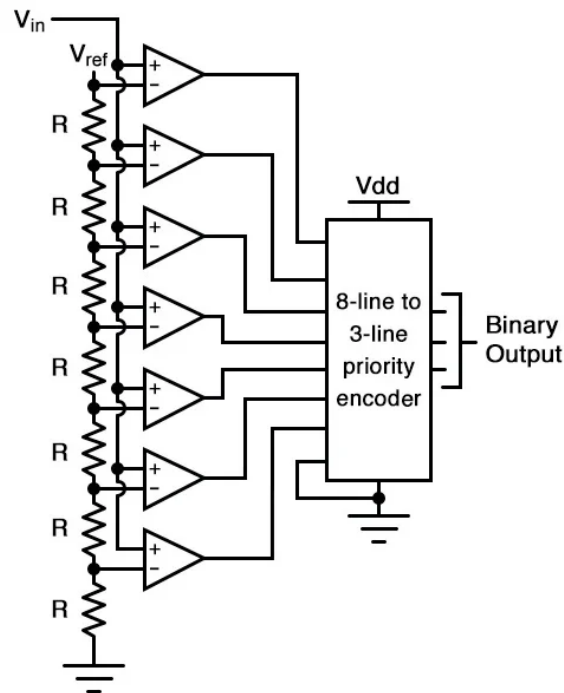 Vin
Vref
+
−
R
+
−
R
+
−
R
+
−
R
+
−
R
+
−
R
+
−
R
Vdd
8-line to
3-line
priority
encoder
Binary
Output